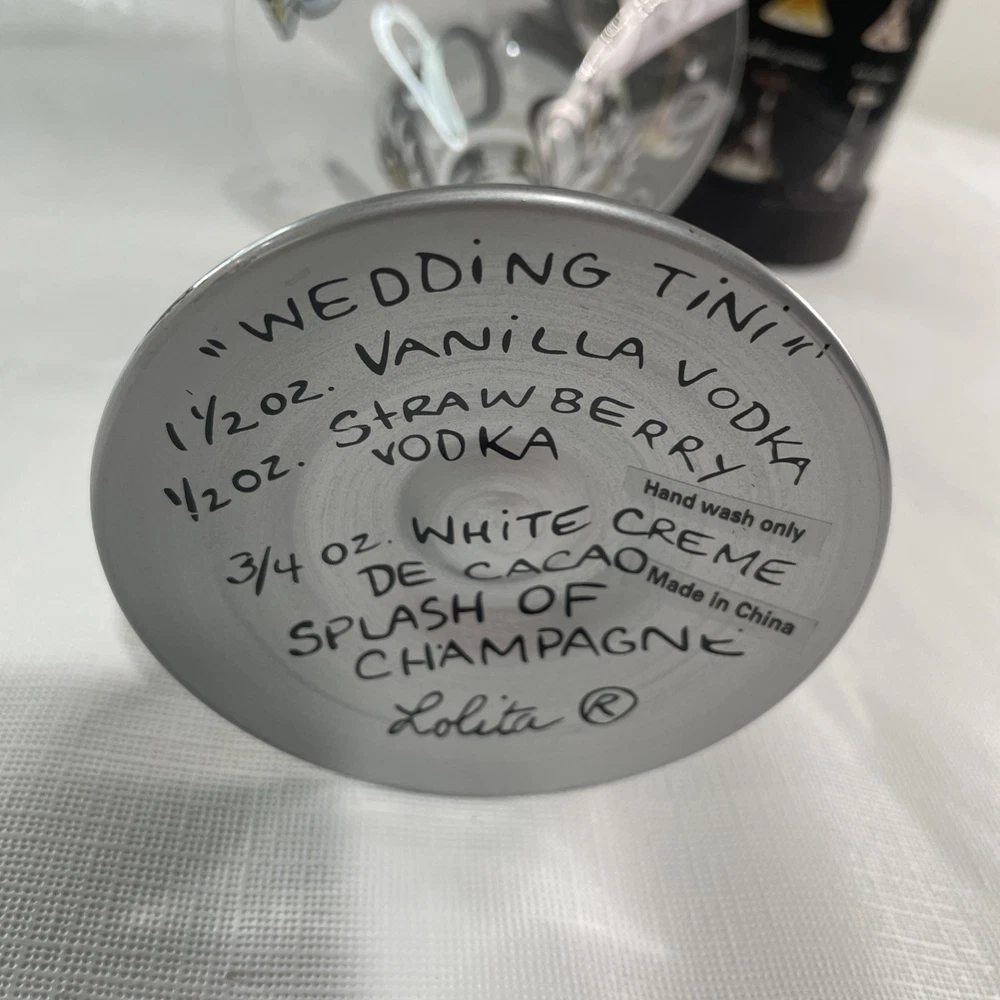 "WEDDiNG TiNi"
1 1/2 OZ. VANiLLA VODKA
1/2 OZ. STRAWBERRY
VODKA
3/4 OZ. WHiTE CREME
DE CACAO
SPLASH OF
CHAMPAGNE
Lolita ®
Hand wash only
Made in China